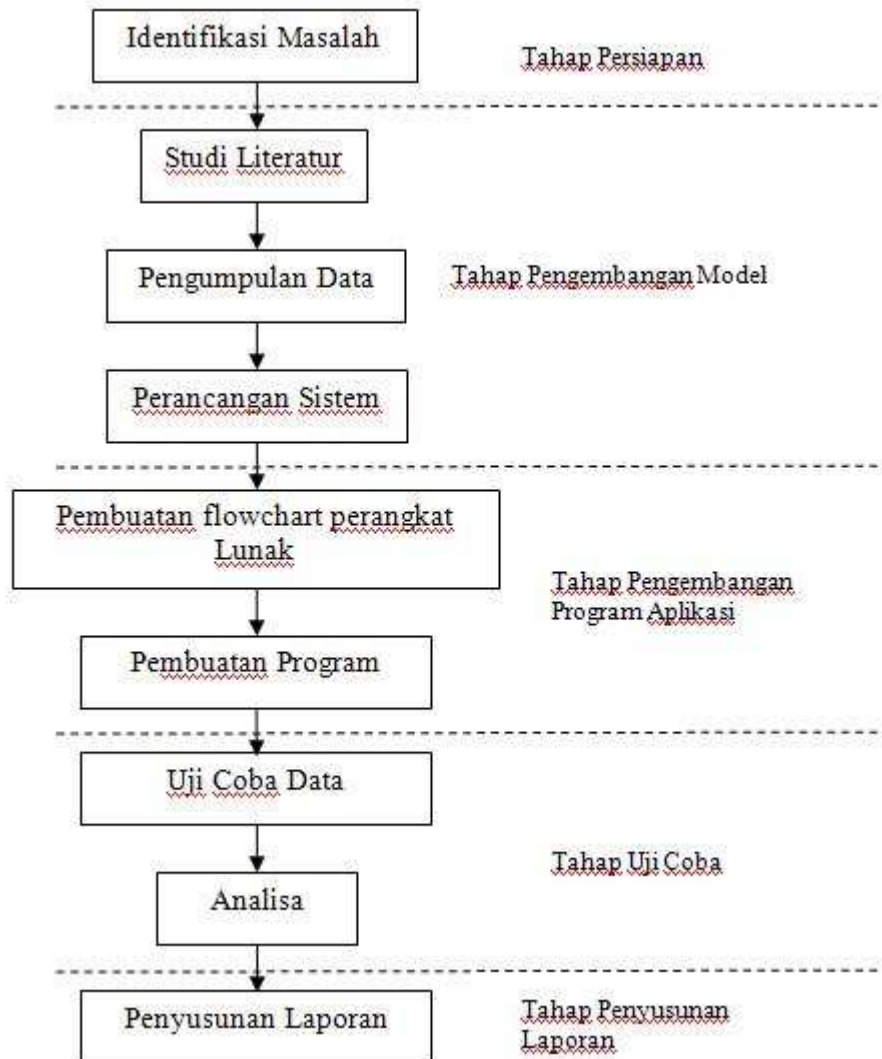 Identifikasi Masalah
Tahap Persiapan
Studi Literatur
Pengumpulan Data
Tahap Pengembangan Model
Perancangan Sistem
Pembuatan flowchart perangkat
Lunak
Tahap Pengembangan
Program Aplikasi
Pembuatan Program
Uji Coba Data
Tahap Uji Coba
Analisa
Penyusunan Laporan
Tahap Penyusunan
Laporan